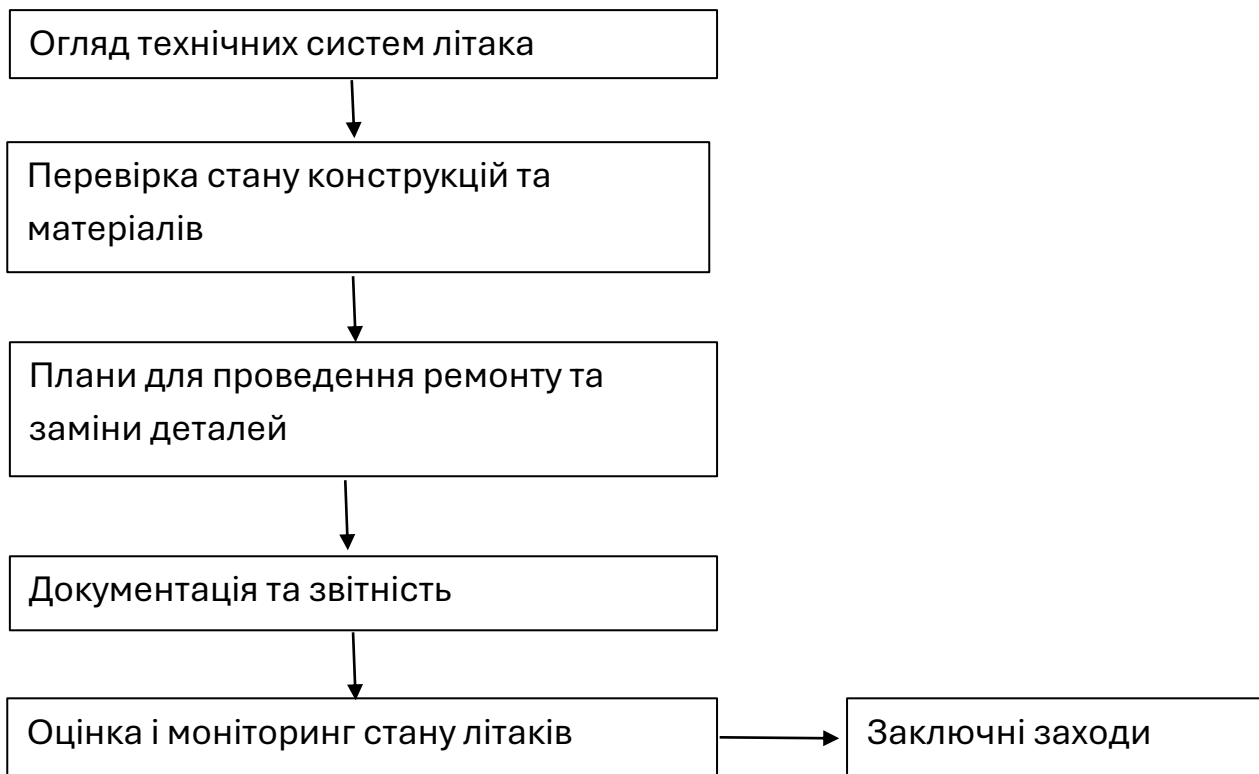 Огляд технічних систем літака
Перевірка стану конструкцій та
матеріалів
Плани для проведення ремонту та
заміни деталей
Документація та звітність
Оцінка і моніторинг стану літаків
Заключні заходи